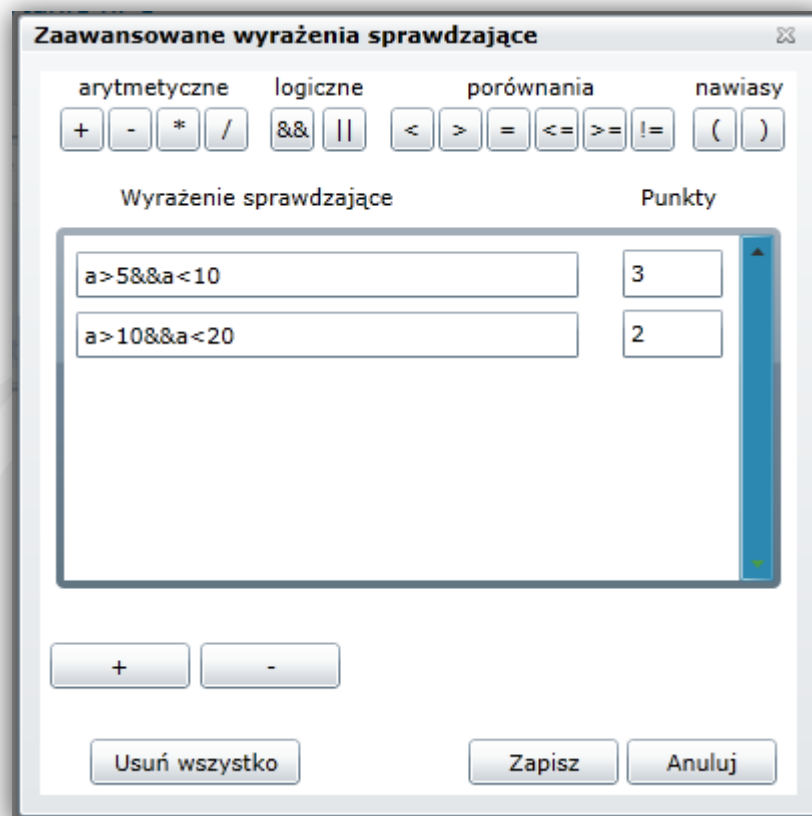 Zaawansowane wyrażenia sprawdzające
arytmetyczne logiczne porównania nawiasy
+ - * / && || < > = <= >= != ( )
Wyrażenie sprawdzające Punkty
a>5&&a<10 3
a>10&&a<20 2
+ -
Usuń wszystko Zapisz Anuluj